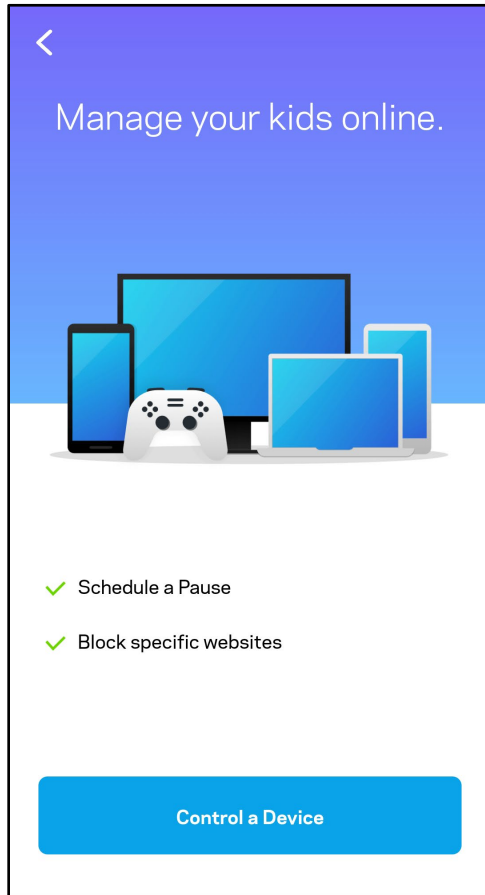 Manage your kids online.
Schedule a Pause
Block specific websites
Control a Device